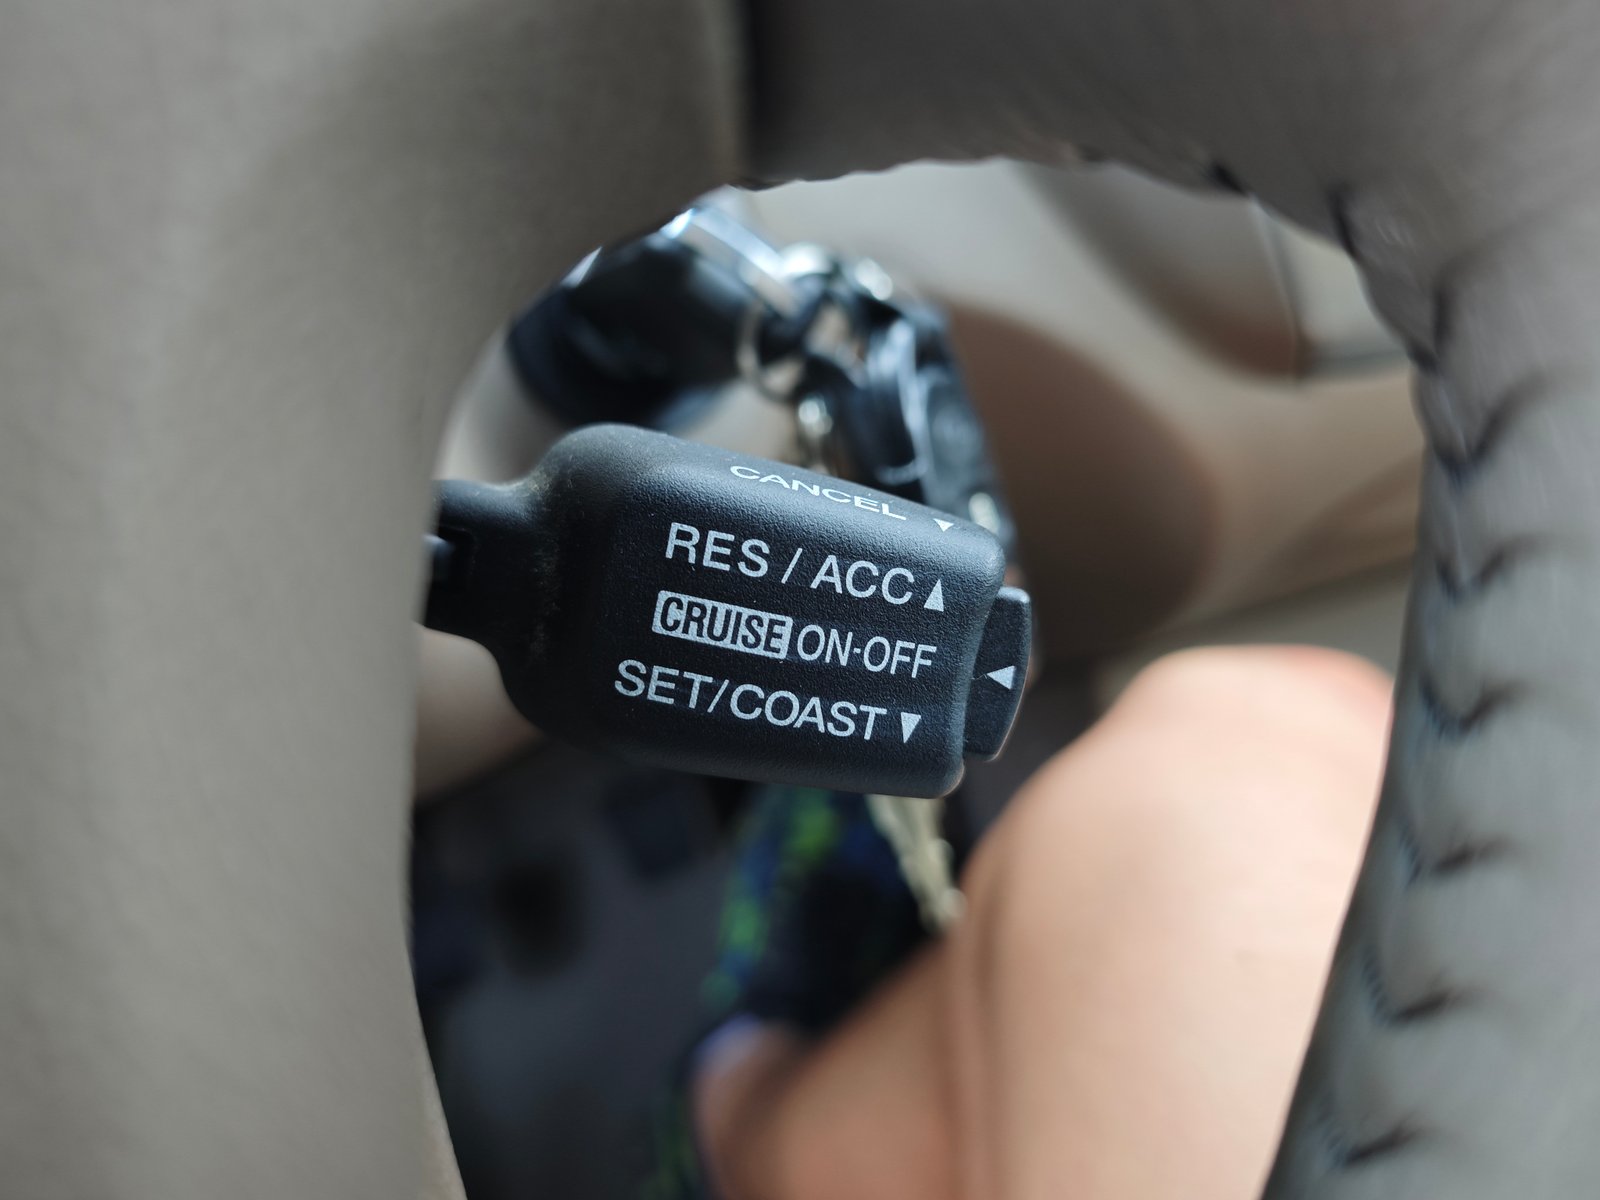 CANCEL ▼
RES / ACC ▲
CRUISE ON-OFF ◀
SET/COAST ▼